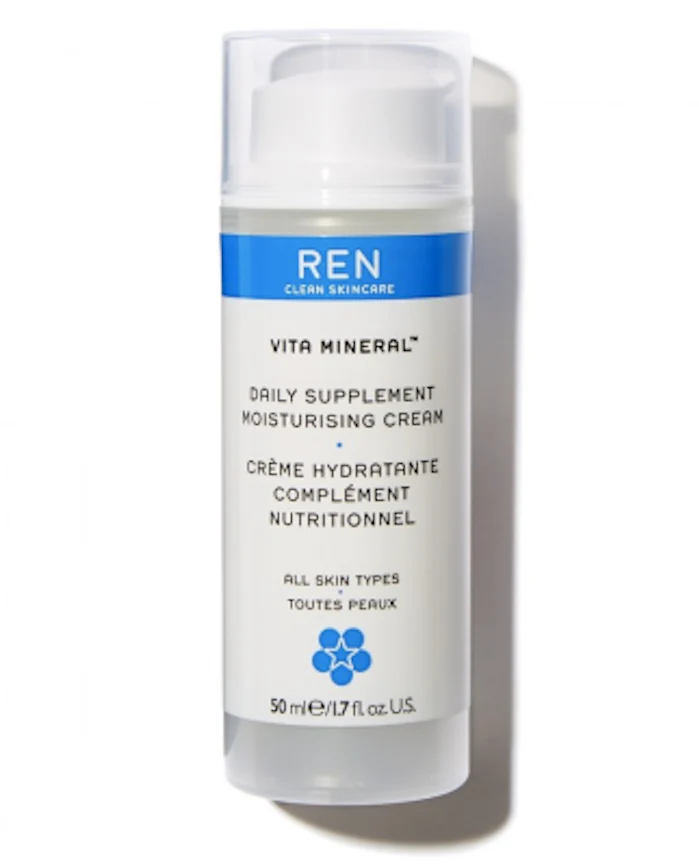 REN
CLEAN SKINCARE
VITA MINERAL™
DAILY SUPPLEMENT
MOISTURISING CREAM
CRÈME HYDRATANTE
COMPLÉMENT
NUTRITIONNEL
ALL SKIN TYPES
TOUTES PEAUX
50 ml℮/1.7 fl. oz. U.S.